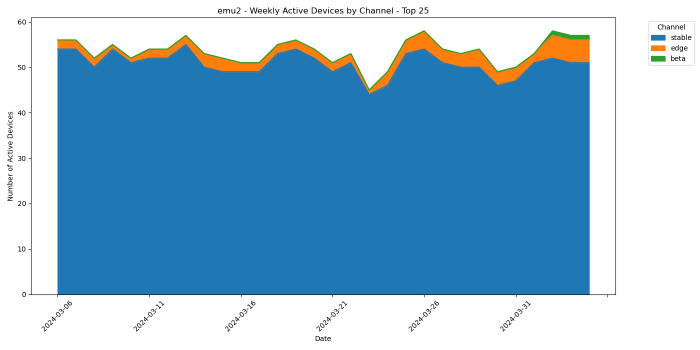 emu2 - Weekly Active Devices by Channel - Top 25
Channel
stable
edge
beta
Number of Active Devices
60
50
40
30
20
10
0
2024-03-06
2024-03-11
2024-03-16
2024-03-21
2024-03-26
2024-03-31
Date